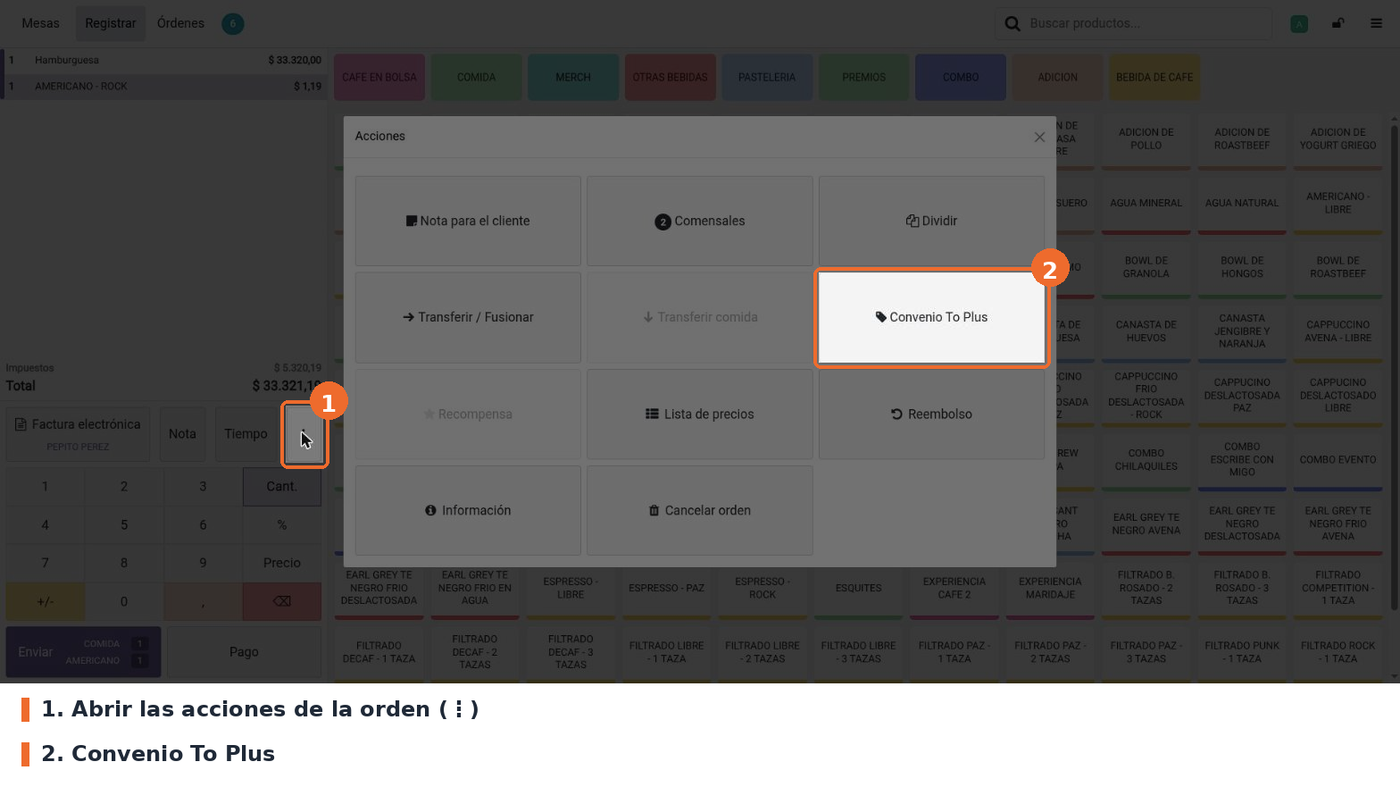 Mesas
Registrar
Órdenes
6
Buscar productos...
A
1 Hamburguesa $ 33.320,00
1 AMERICANO - ROCK $ 1,19
CAFE EN BOLSA
COMIDA
MERCH
OTRAS BEBIDAS
PASTELERIA
PREMIOS
COMBO
ADICION
BEBIDA DE CAFE
Acciones
Nota para el cliente
2 Comensales
Dividir
Transferir / Fusionar
Transferir comida
Convenio To Plus
2
Recompensa
Lista de precios
Reembolso
Información
Cancelar orden
ADICION DE
POLLO
ADICION DE
ROASTBEEF
ADICION DE
YOGURT GRIEGO
SUERO
AGUA MINERAL
AGUA NATURAL
AMERICANO -
LIBRE
BOWL DE
GRANOLA
BOWL DE
HONGOS
BOWL DE
ROASTBEEF
CANASTA DE
HUEVOS
CANASTA
JENGIBRE Y
NARANJA
CAPPUCCINO
AVENA - LIBRE
CAPPUCCINO
FRIO
DESLACTOSADA
- ROCK
CAPPUCINO
DESLACTOSADA
PAZ
CAPPUCINO
DESLACTOSADO
LIBRE
COMBO
CHILAQUILES
COMBO
ESCRIBE CON
MIGO
COMBO EVENTO
EARL GREY TE
NEGRO AVENA
EARL GREY TE
NEGRO
DESLACTOSADA
EARL GREY TE
NEGRO FRIO
AVENA
EARL GREY TE
NEGRO FRIO
DESLACTOSADA
EARL GREY TE
NEGRO FRIO EN
AGUA
ESPRESSO -
LIBRE
ESPRESSO - PAZ
ESPRESSO -
ROCK
ESQUITES
EXPERIENCIA
CAFE 2
EXPERIENCIA
MARIDAJE
FILTRADO B.
ROSADO - 2
TAZAS
FILTRADO B.
ROSADO - 3
TAZAS
FILTRADO
COMPETITION -
1 TAZA
FILTRADO
DECAF - 1 TAZA
FILTRADO
DECAF - 2
TAZAS
FILTRADO
DECAF - 3
TAZAS
FILTRADO LIBRE
- 1 TAZA
FILTRADO LIBRE
- 2 TAZAS
FILTRADO LIBRE
- 3 TAZAS
FILTRADO PAZ -
1 TAZA
FILTRADO PAZ -
2 TAZAS
FILTRADO PAZ -
3 TAZAS
FILTRADO PUNK
- 1 TAZA
FILTRADO ROCK
- 1 TAZA
Impuestos $ 5.320,19
Total $ 33.321,19
1
Factura electrónica
PEPITO PEREZ
Nota
Tiempo
1 2 3 Cant.
4 5 6 %
7 8 9 Precio
+/- 0 ,
Enviar
COMIDA 1
AMERICANO 1
Pago
1. Abrir las acciones de la orden ( ⋮ )
2. Convenio To Plus